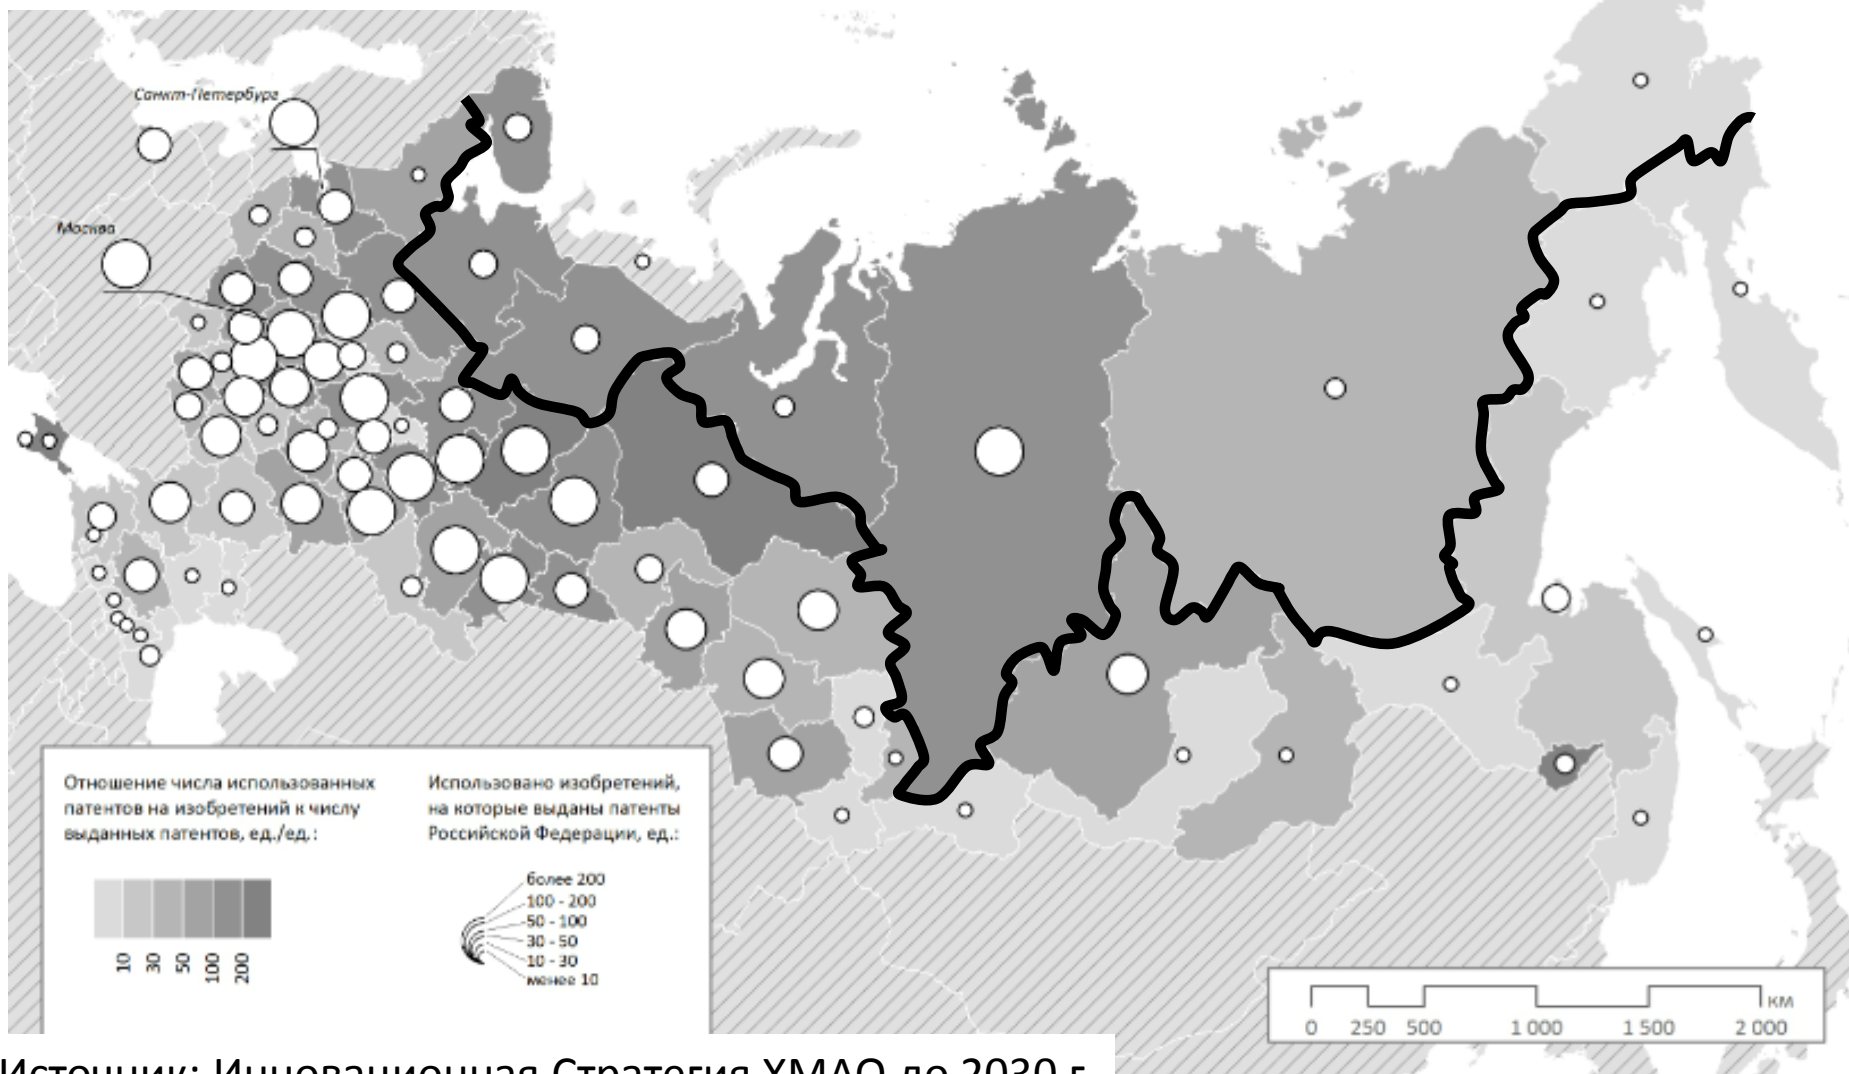 Санкт-Петербург
Москва
Отношение числа использованных
патентов на изобретений к числу
выданных патентов, ед./ед.:
10
30
50
100
200
Использовано изобретений,
на которые выданы патенты
Российской Федерации, ед.:
более 200
100 - 200
50 - 100
30 - 50
10 - 30
менее 10
км
0 250 500 1 000 1 500 2 000
Источник: Инновационная Стратегия ХМАО до 2030 г.